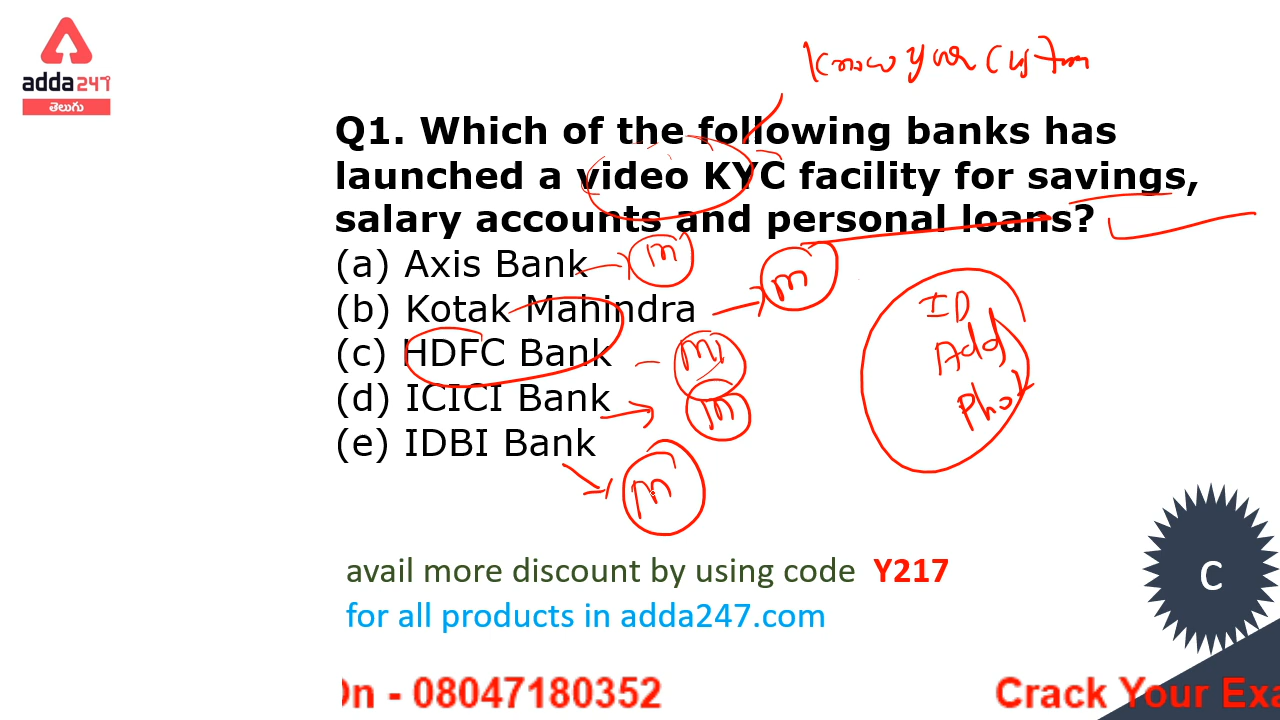 adda247
తెలుగు
Know your Custom
Q1. Which of the following banks has
launched a video KYC facility for savings,
salary accounts and personal loans?
(a) Axis Bank
m
(b) Kotak Mahindra
m
(c) HDFC Bank
m
(d) ICICI Bank
m
(e) IDBI Bank
m
ID
Add
Phot
C
avail more discount by using code Y217
for all products in adda247.com
On - 08047180352
Crack Your Exa